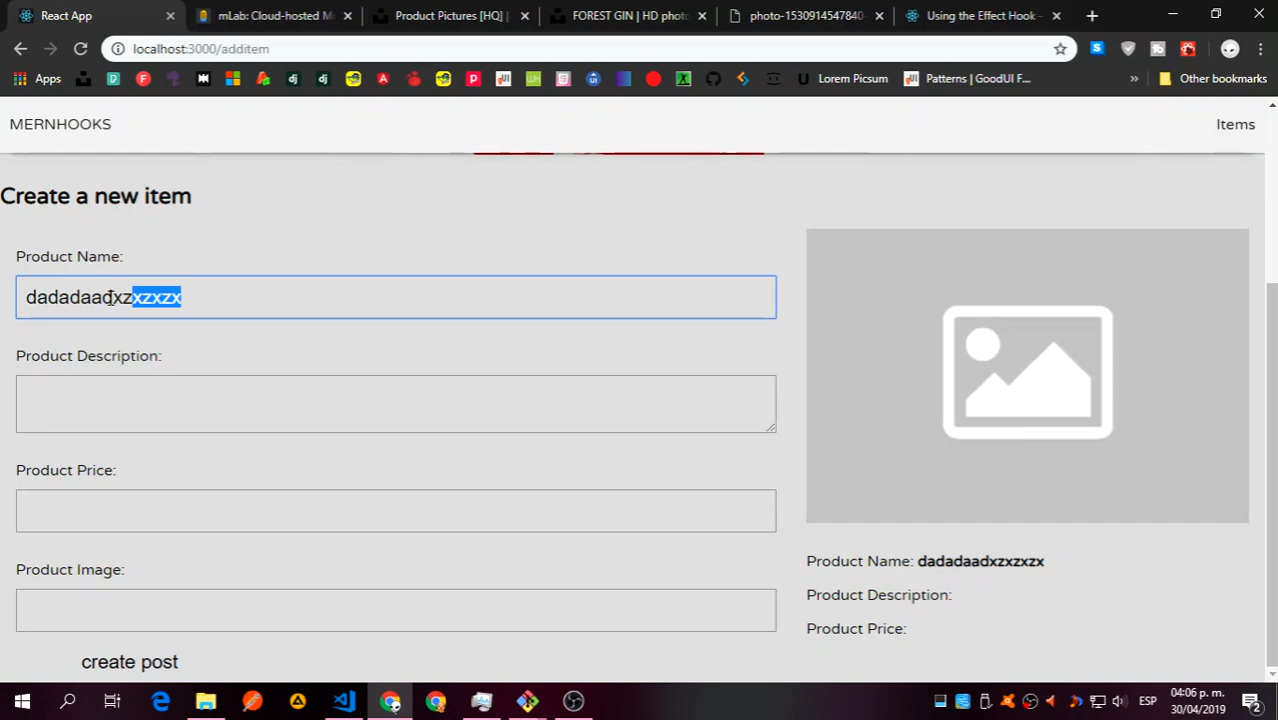 React App
mLab: Cloud-hosted M
Product Pictures [HQ] |
FOREST GIN | HD phot
photo-1530914547840-
Using the Effect Hook –
localhost:3000/additem
Apps
Lorem Picsum
Patterns | GoodUI F...
Other bookmarks
MERNHOOKS
Items
Create a new item
Product Name:
dadadaadxzxzxzx
Product Description:
Product Price:
Product Image:
create post
Product Name: dadadaadxzxzxzx
Product Description:
Product Price:
ESP
04:06 p. m.
30/04/2019
2